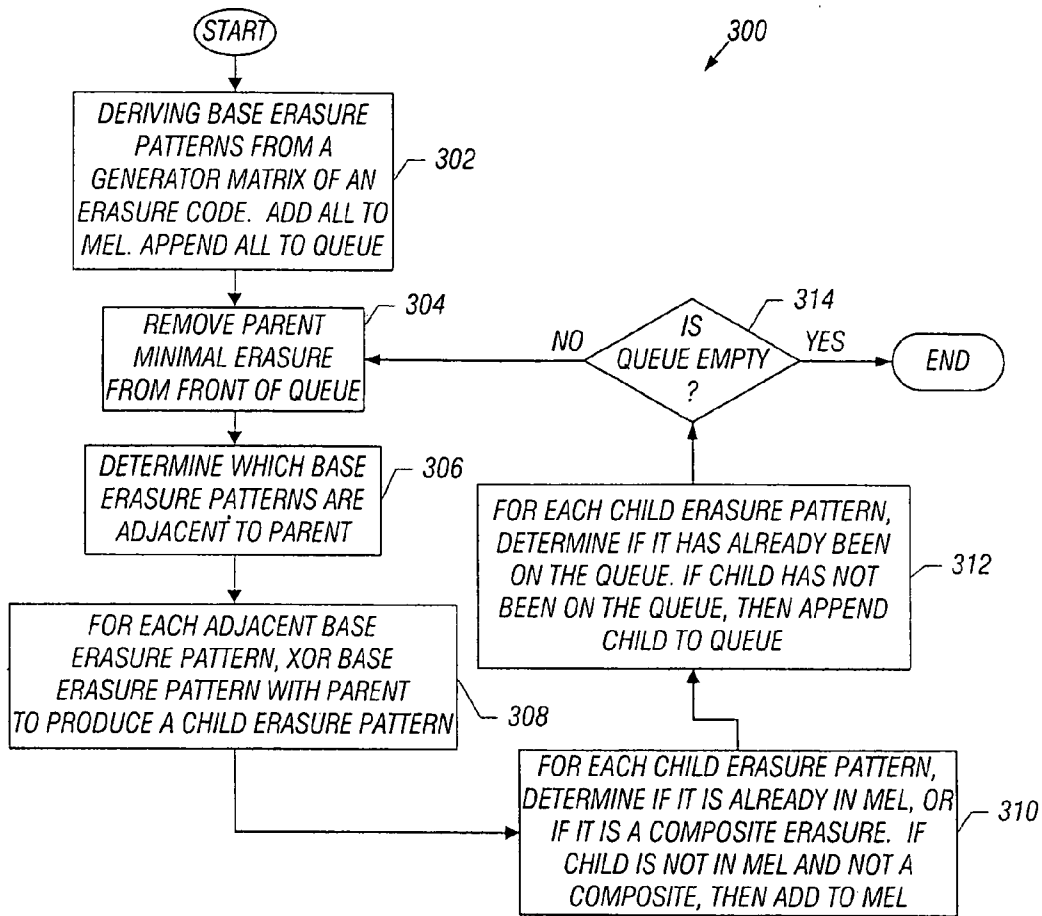 START
300
DERIVING BASE ERASURE
PATTERNS FROM A
GENERATOR MATRIX OF AN
ERASURE CODE. ADD ALL TO
MEL. APPEND ALL TO QUEUE
302
REMOVE PARENT
MINIMAL ERASURE
FROM FRONT OF QUEUE
304
DETERMINE WHICH BASE
ERASURE PATTERNS ARE
ADJACENT TO PARENT
306
FOR EACH ADJACENT BASE
ERASURE PATTERN, XOR BASE
ERASURE PATTERN WITH PARENT
TO PRODUCE A CHILD ERASURE PATTERN
308
FOR EACH CHILD ERASURE PATTERN,
DETERMINE IF IT IS ALREADY IN MEL, OR
IF IT IS A COMPOSITE ERASURE. IF
CHILD IS NOT IN MEL AND NOT A
COMPOSITE, THEN ADD TO MEL
310
FOR EACH CHILD ERASURE PATTERN,
DETERMINE IF IT HAS ALREADY BEEN
ON THE QUEUE. IF CHILD HAS NOT
BEEN ON THE QUEUE, THEN APPEND
CHILD TO QUEUE
312
IS
QUEUE EMPTY
?
314
NO
YES
END